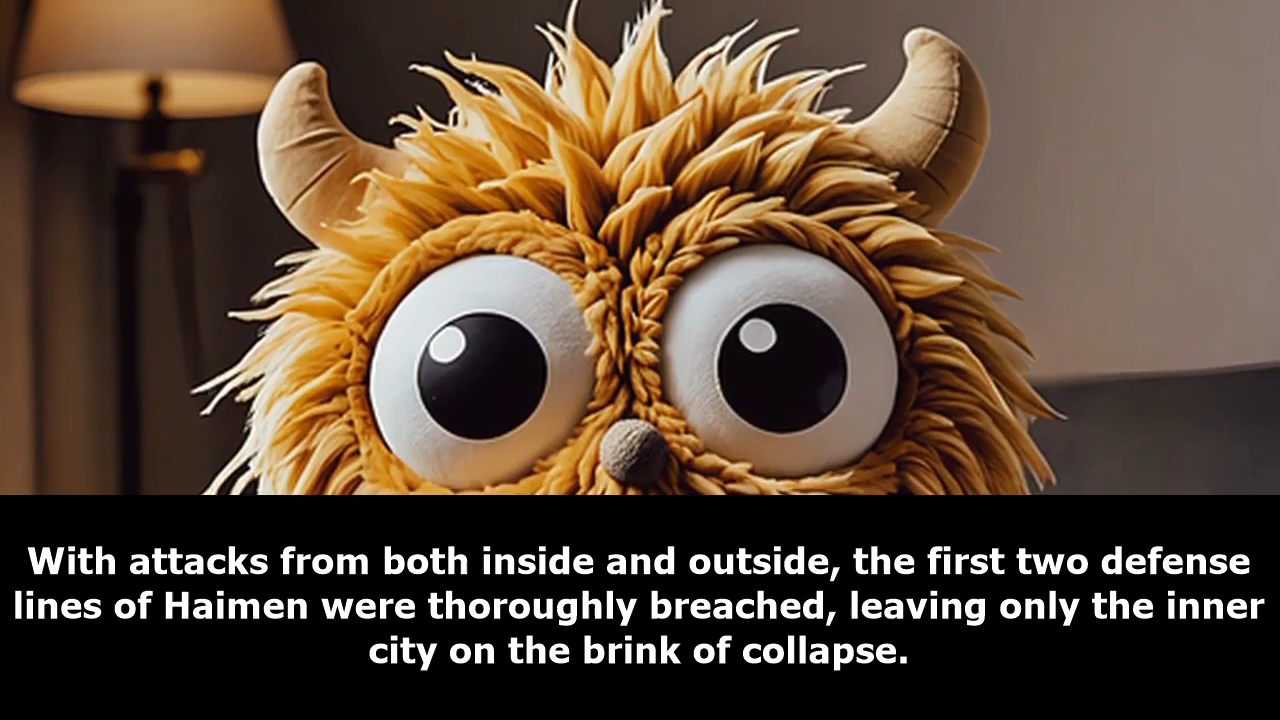 With attacks from both inside and outside, the first two defense
lines of Haimen were thoroughly breached, leaving only the inner
city on the brink of collapse.